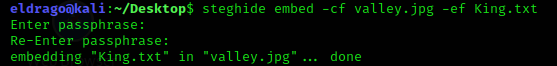 eldrago@kali:~/Desktop$ steghide embed -cf valley.jpg -ef King.txt
Enter passphrase:
Re-Enter passphrase:
embedding "King.txt" in "valley.jpg"... done